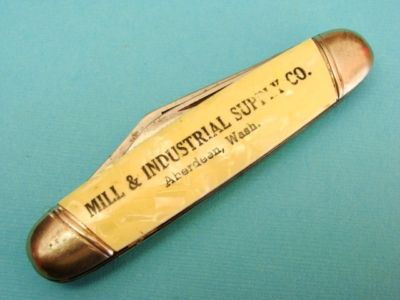 MILL & INDUSTRIAL SUPPLY CO.
Aberdeen, Wash.